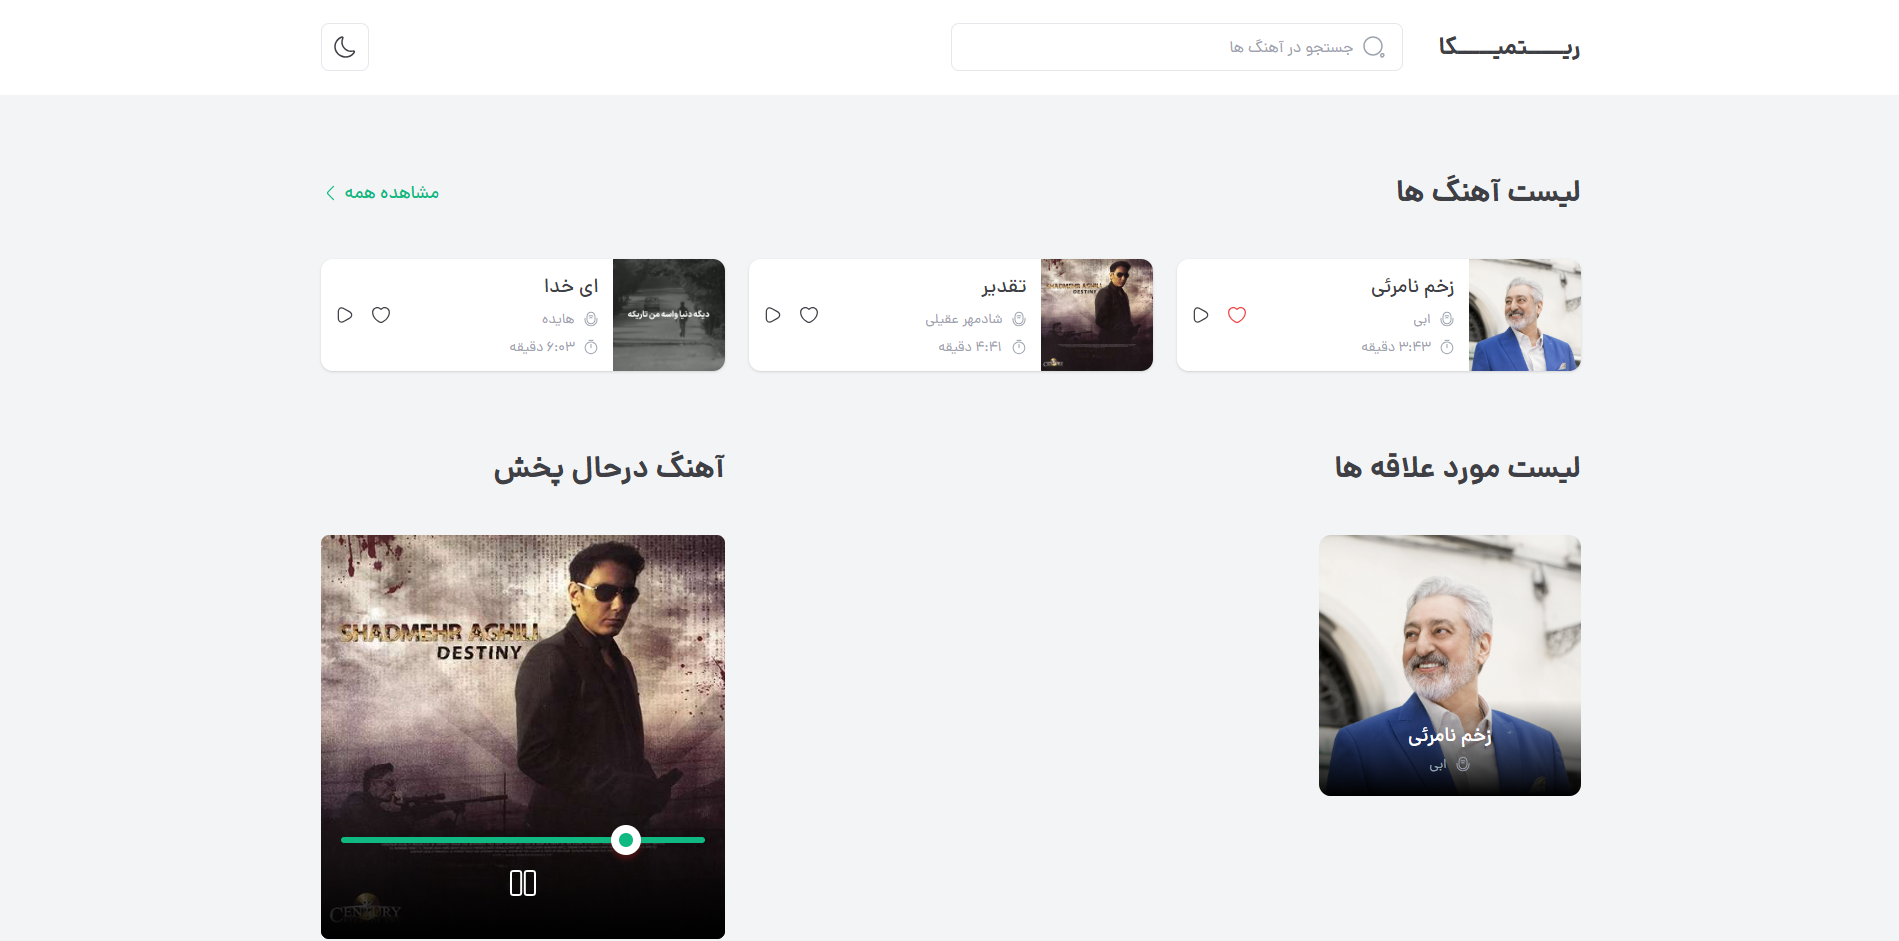 ریـــتمیـــکا
جستجو در آهنگ ها
لیست آهنگ ها
مشاهده همه
زخم نامرئی
ابی
۳:۴۳ دقیقه
SHADMEHR AGHILI
DESTINY
تقدیر
شادمهر عقیلی
۴:۴۱ دقیقه
دیگه دنیا واسه من تاریکه
ای خدا
هایده
۶:۰۳ دقیقه
لیست مورد علاقه ها
زخم نامرئی
ابی
آهنگ درحال پخش
SHADMEHR AGHILI
DESTINY
CENTURY